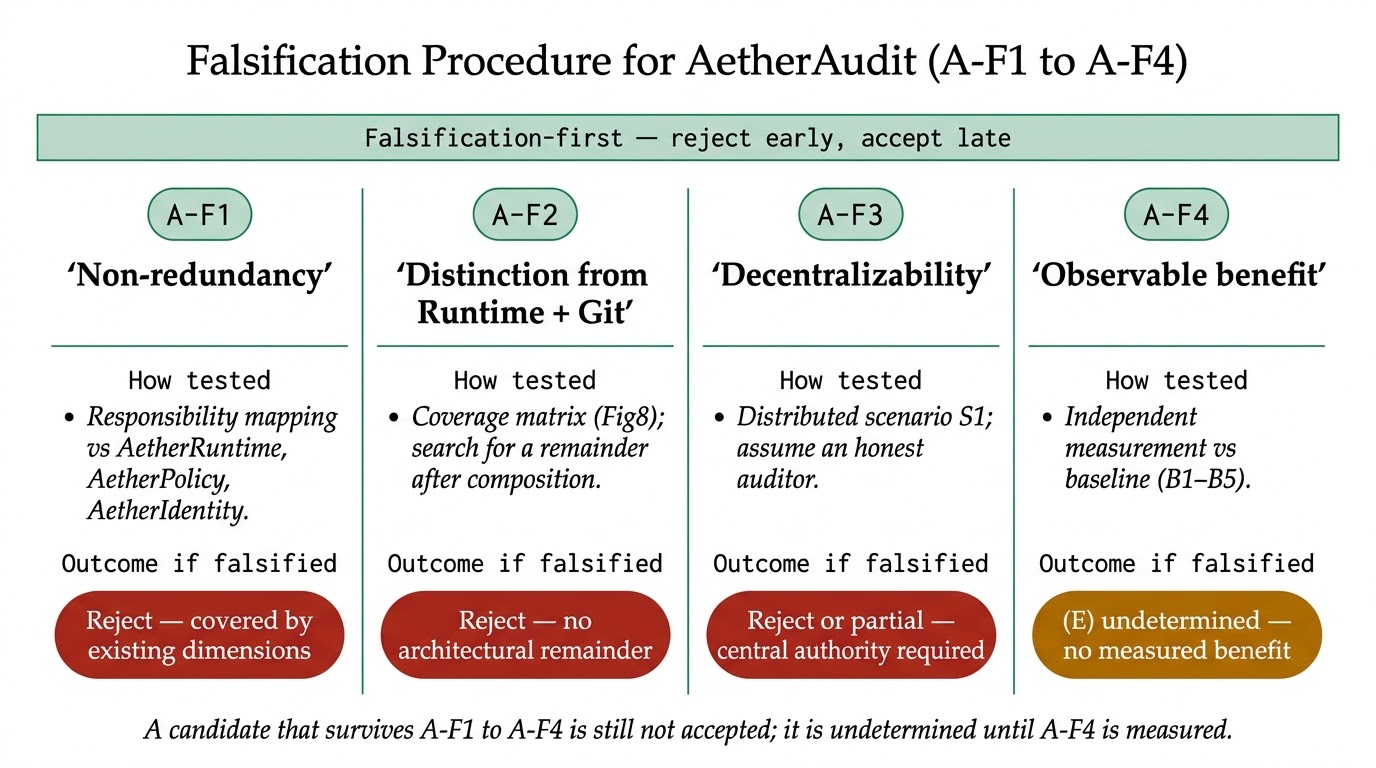 Falsification Procedure for AetherAudit (A-F1 to A-F4)
Falsification-first — reject early, accept late
A-F1
‘Non-redundancy’
How tested
• Responsibility mapping
vs AetherRuntime,
AetherPolicy,
AetherIdentity.
Outcome if falsified
Reject — covered by
existing dimensions
A-F2
‘Distinction from
Runtime + Git’
How tested
• Coverage matrix (Fig8);
search for a remainder
after composition.
Outcome if falsified
Reject — no
architectural remainder
A-F3
‘Decentralizability’
How tested
• Distributed scenario S1;
assume an honest
auditor.
Outcome if falsified
Reject or partial —
central authority required
A-F4
‘Observable benefit’
How tested
• Independent
measurement vs
baseline (B1–B5).
Outcome if falsified
(E) undetermined —
no measured benefit
A candidate that survives A-F1 to A-F4 is still not accepted; it is undetermined until A-F4 is measured.